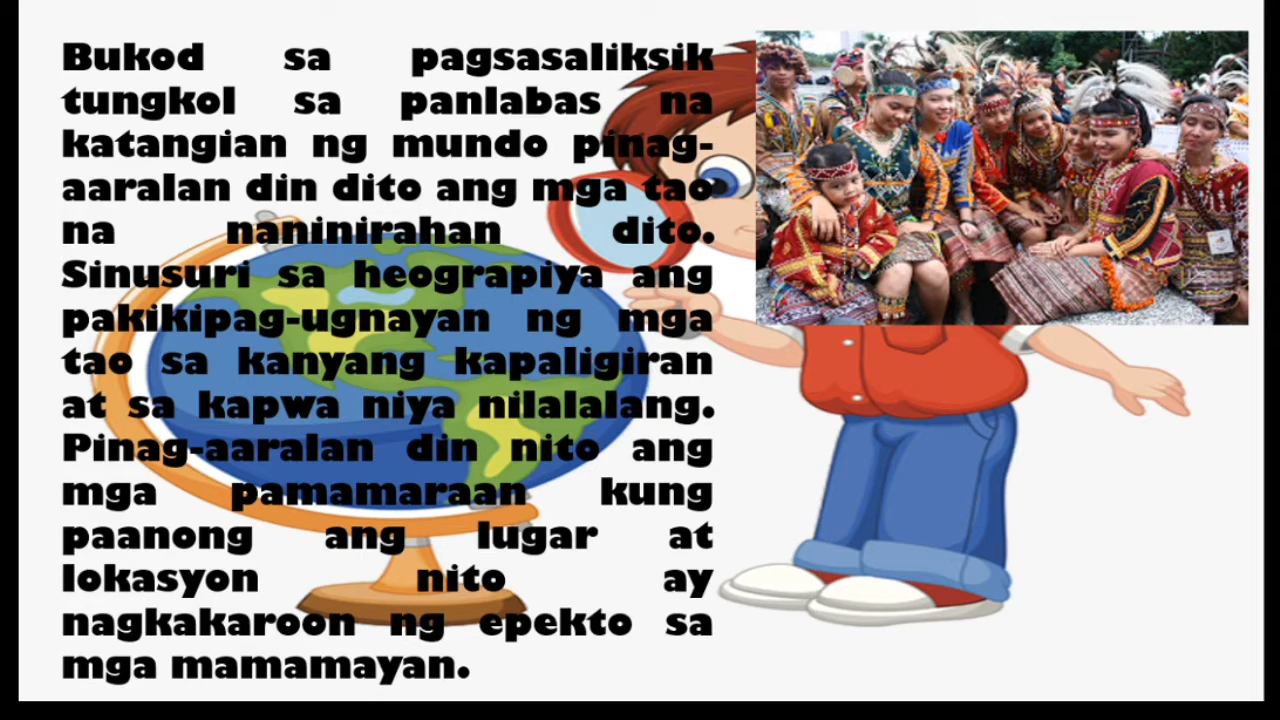 Bukod sa pagsasaliksik
tungkol sa panlabas na
katangian ng mundo pinag-
aaralan din dito ang mga tao
na naninirahan dito.
Sinusuri sa heograpiya ang
pakikipag-ugnayan ng mga
tao sa kanyang kapaligiran
at sa kapwa niya nilalalang.
Pinag-aaralan din nito ang
mga pamamaraan kung
paanong ang lugar at
lokasyon nito ay
nagkakaroon ng epekto sa
mga mamamayan.